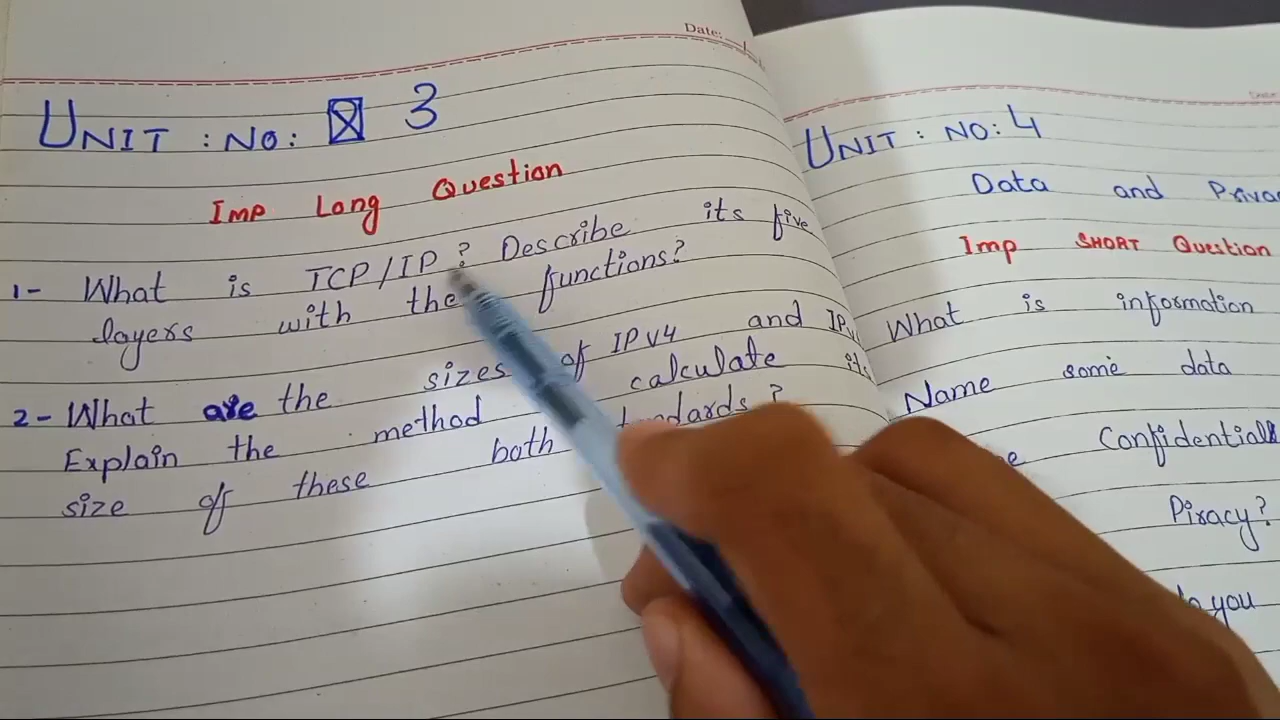 Date:
UNIT : NO: 3
Imp Long Question
1- What is TCP/IP? Describe its five
layers with the functions?
2- What are the sizes of IPv4 and
Explain the method calculate its
size of these both ?
UNIT : NO: 4
Data and
Imp SHORT Question
What is information
Name some data
Piracy?
you